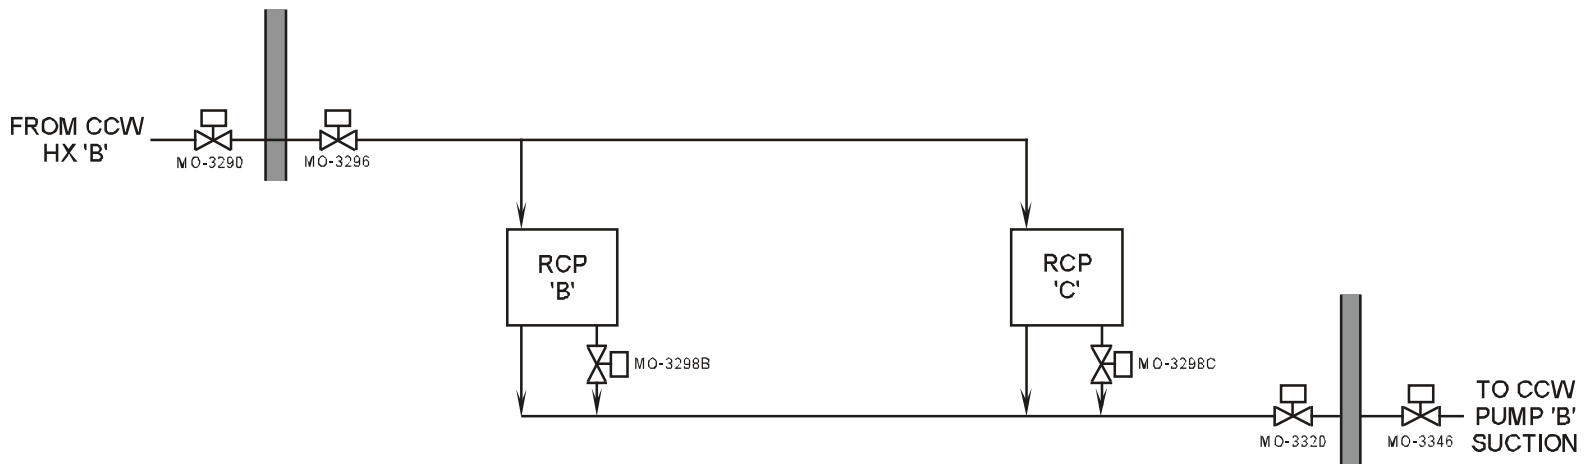 FROM CCW
HX 'B'
MO-3290
MO-3296
RCP
'B'
RCP
'C'
MO-3298B
MO-3298C
TO CCW
PUMP 'B'
SUCTION
MO-3320
MO-3346